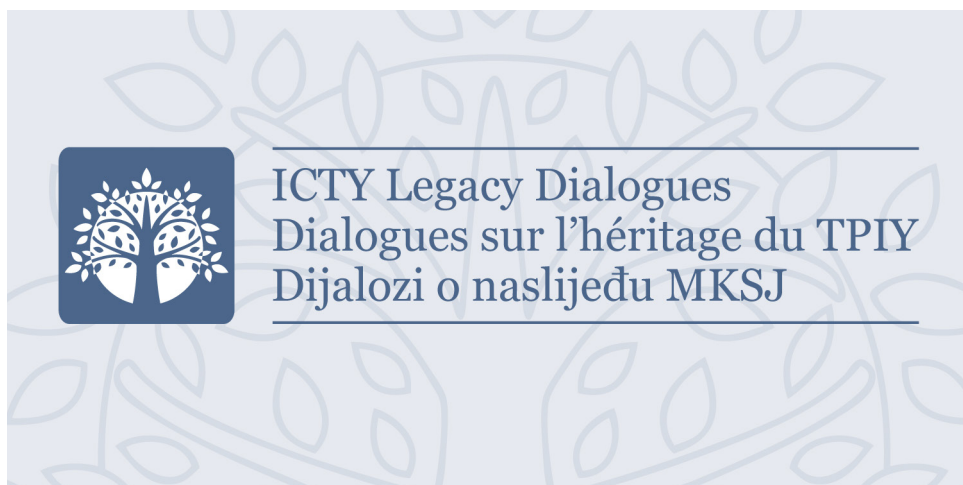 ICTY Legacy Dialogues
Dialogues sur l’héritage du TPIY
Dijalozi o naslijeđu MKSJ